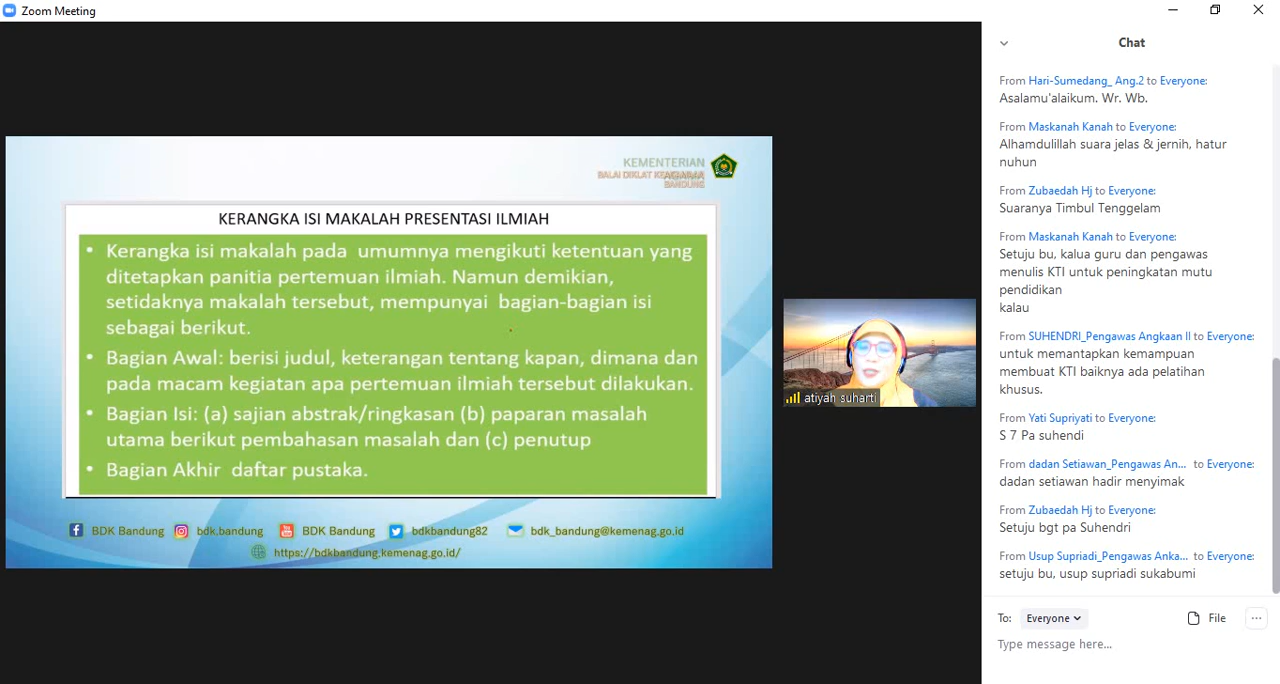 Zoom Meeting
KEMENTERIAN
BALAI DIKLAT KEAGAMAAN
BANDUNG
KERANGKA ISI MAKALAH PRESENTASI ILMIAH
• Kerangka isi makalah pada umumnya mengikuti ketentuan yang
ditetapkan panitia pertemuan ilmiah. Namun demikian,
setidaknya makalah tersebut, mempunyai bagian-bagian isi
sebagai berikut.
• Bagian Awal: berisi judul, keterangan tentang kapan, dimana dan
pada macam kegiatan apa pertemuan ilmiah tersebut dilakukan.
• Bagian Isi: (a) sajian abstrak/ringkasan (b) paparan masalah
utama berikut pembahasan masalah dan (c) penutup
• Bagian Akhir daftar pustaka.
BDK Bandung bdk.bandung BDK Bandung bdkbandung82 bdk_bandung@kemenag.go.id
https://bdkbandung.kemenag.go.id/
atiyah suharti
Chat
From Hari-Sumedang_ Ang.2 to Everyone:
Asalamu'alaikum. Wr. Wb.
From Maskanah Kanah to Everyone:
Alhamdulillah suara jelas & jernih, hatur
nuhun
From Zubaedah Hj to Everyone:
Suaranya Timbul Tenggelam
From Maskanah Kanah to Everyone:
Setuju bu, kalua guru dan pengawas
menulis KTI untuk peningkatan mutu
pendidikan
kalau
From SUHENDRI_Pengawas Angkaan II to Everyone:
untuk memantapkan kemampuan
membuat KTI baiknya ada pelatihan
khusus.
From Yati Supriyati to Everyone:
S 7 Pa suhendi
From dadan Setiawan_Pengawas An... to Everyone:
dadan setiawan hadir menyimak
From Zubaedah Hj to Everyone:
Setuju bgt pa Suhendri
From Usup Supriadi_Pengawas Anka... to Everyone:
setuju bu, usup supriadi sukabumi
To: Everyone File ...
Type message here...